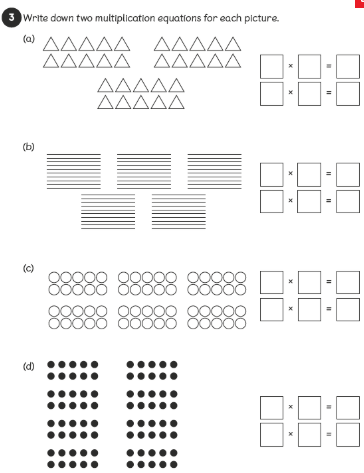 3 Write down two multiplication equations for each picture.
(a)
× =
× =
(b)
× =
× =
(c)
× =
× =
(d)
× =
× =